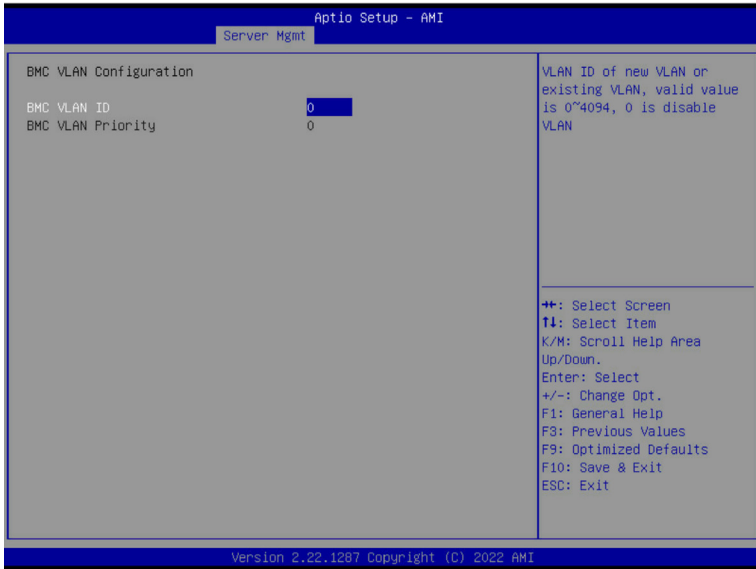 Aptio Setup - AMI
Server Mgmt
BMC VLAN Configuration
BMC VLAN ID 0
BMC VLAN Priority 0
VLAN ID of new VLAN or
existing VLAN, valid value
is 0~4094, 0 is disable
VLAN
→←: Select Screen
↑↓: Select Item
K/M: Scroll Help Area
Up/Down.
Enter: Select
+/-: Change Opt.
F1: General Help
F3: Previous Values
F9: Optimized Defaults
F10: Save & Exit
ESC: Exit
Version 2.22.1287 Copyright (C) 2022 AMI